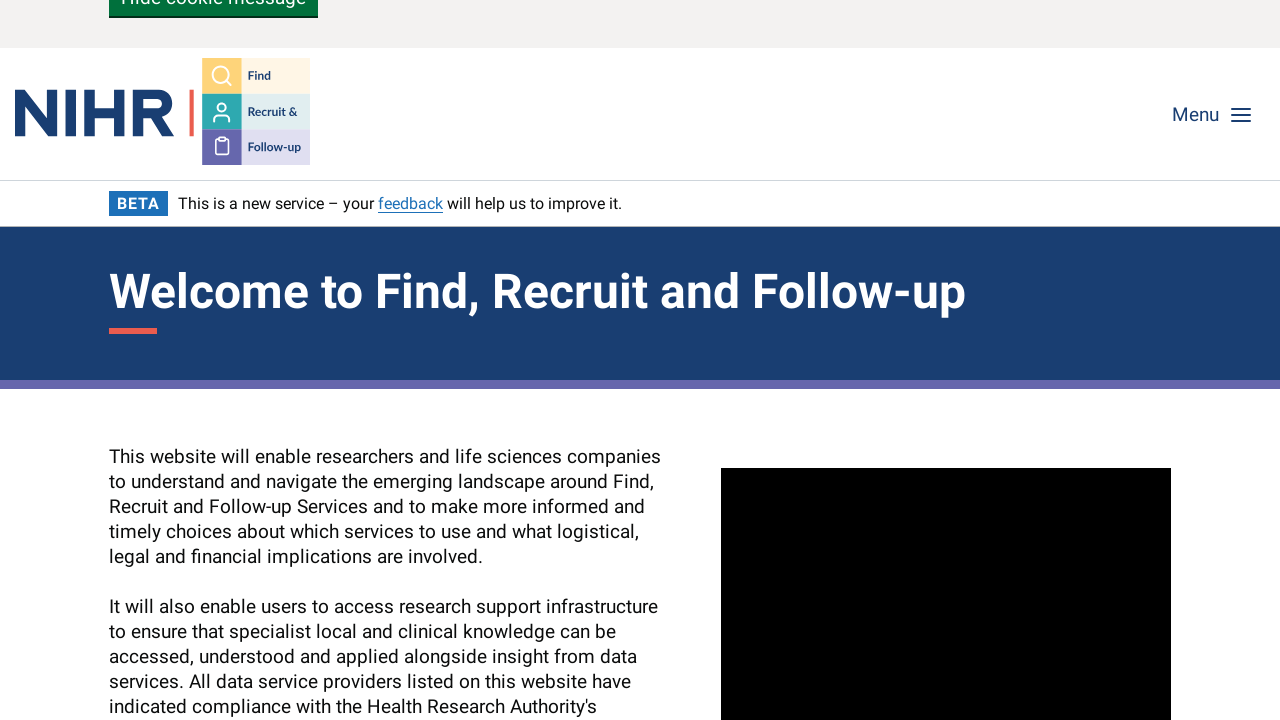 Hide cookie message
NIHR
Find
Recruit &
Follow-up
Menu
BETA This is a new service – your feedback will help us to improve it.
Welcome to Find, Recruit and Follow-up
This website will enable researchers and life sciences companies
to understand and navigate the emerging landscape around Find,
Recruit and Follow-up Services and to make more informed and
timely choices about which services to use and what logistical,
legal and financial implications are involved.
It will also enable users to access research support infrastructure
to ensure that specialist local and clinical knowledge can be
accessed, understood and applied alongside insight from data
services. All data service providers listed on this website have
indicated compliance with the Health Research Authority's